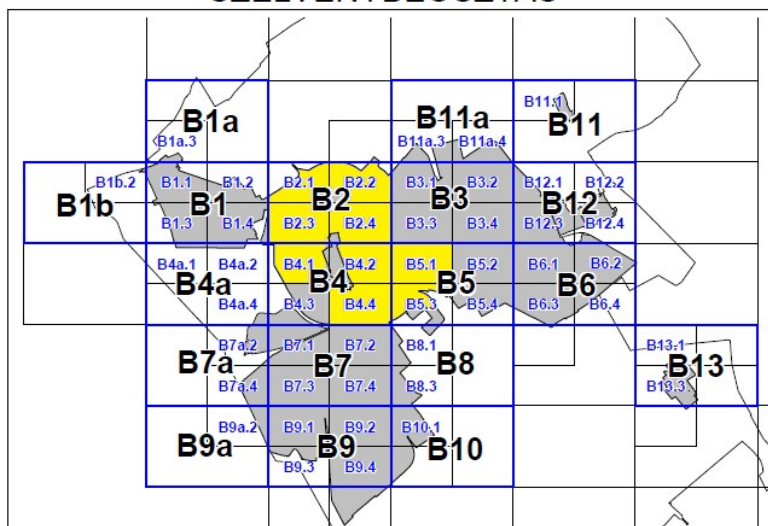 SZELVÉNYBEOSZTÁS
B11.1
B1a B11a B11
B1a.3 B11a.3 B11a.4
B1b.2 B1.1 B1.2 B2.1 B2.2 B3.1 B3.2 B12.1 B12.2
B1b B1 B2 B3 B12
B1.3 B1.4 B2.3 B2.4 B3.3 B3.4 B12.3 B12.4
B4a.1 B4a.2 B4.1 B4.2 B5.1 B5.2 B6.1 B6.2
B4a B4 B5 B6
B4a.4 B4.3 B4.4 B5.3 B5.4 B6.3 B6.4
B7a.2 B7.1 B7.2 B8.1 B13.1
B7a B7 B8 B13
B7a.4 B7.3 B7.4 B8.3 B13.3
B9a.2 B9.1 B9.2 B10.1
B9a B9 B10
B9.3 B9.4